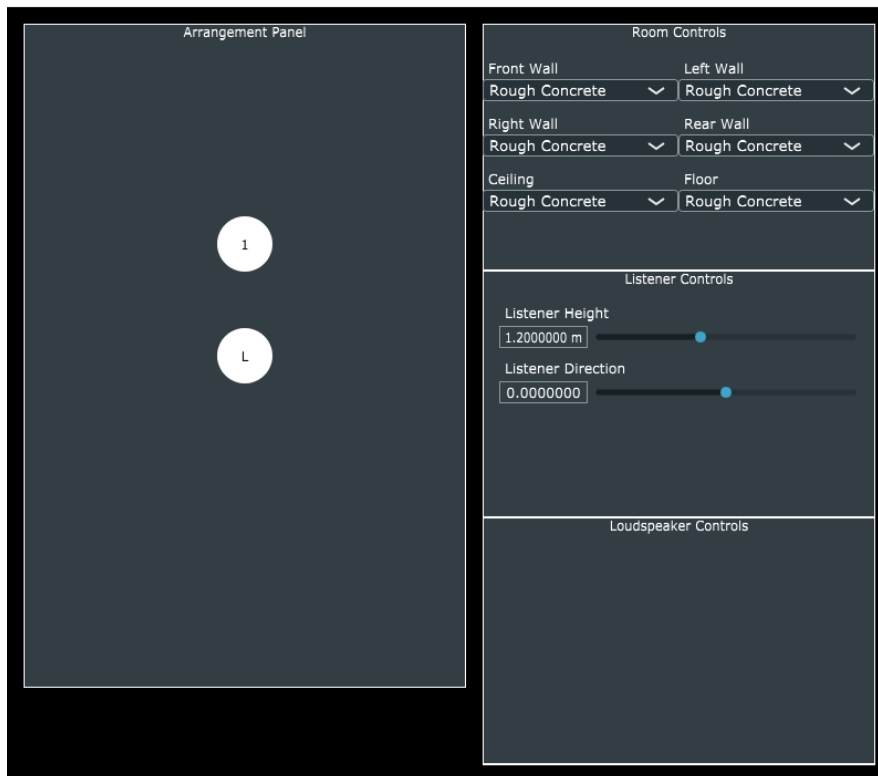 Arrangement Panel
1
L
Room Controls
Front Wall Left Wall
Rough Concrete Rough Concrete
Right Wall Rear Wall
Rough Concrete Rough Concrete
Ceiling Floor
Rough Concrete Rough Concrete
Listener Controls
Listener Height
1.2000000 m
Listener Direction
0.0000000
Loudspeaker Controls